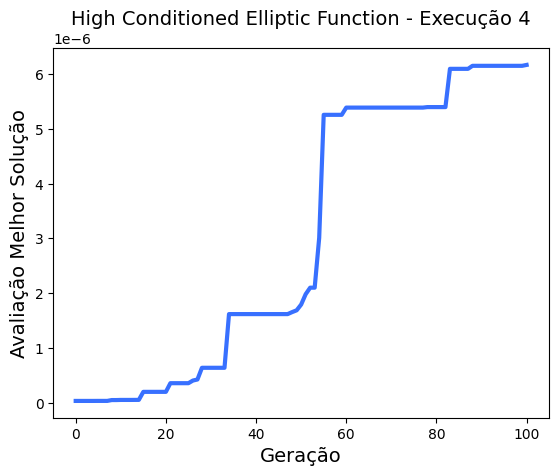 High Conditioned Elliptic Function - Execução 4
1e−6
6
5
4
3
2
1
0
Avaliação Melhor Solução
0 20 40 60 80 100
Geração